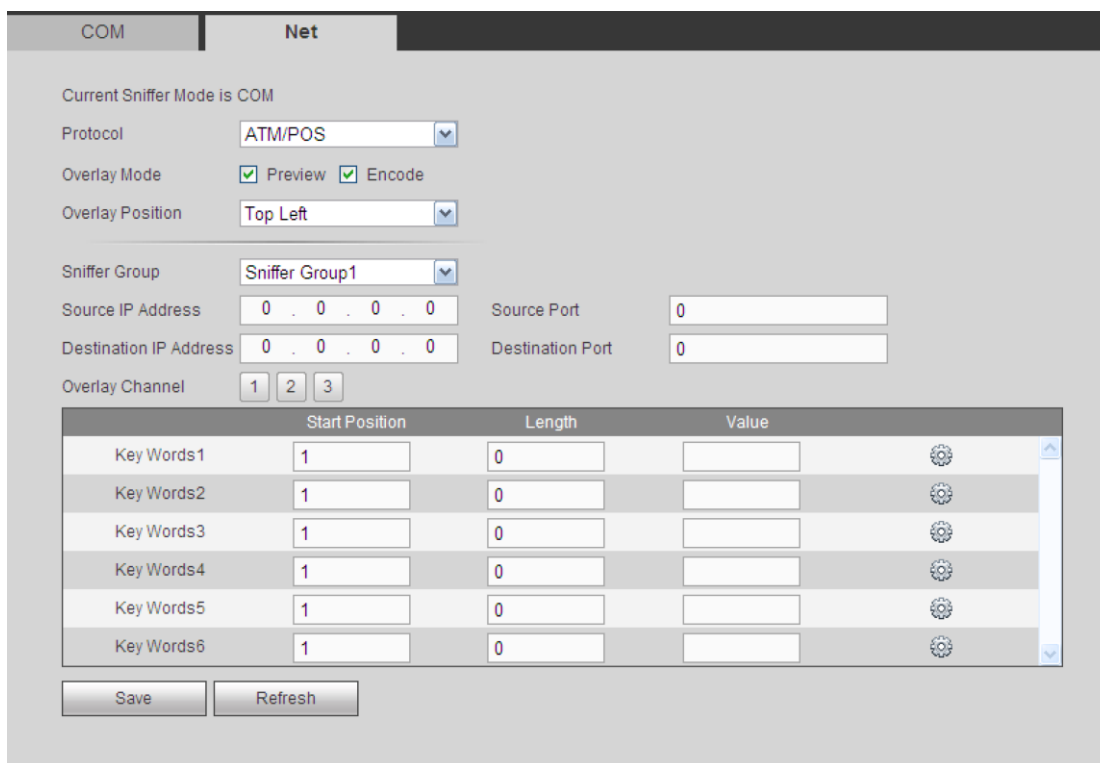 COM Net
Current Sniffer Mode is COM
Protocol ATM/POS
Overlay Mode Preview Encode
Overlay Position Top Left
Sniffer Group Sniffer Group1
Source IP Address 0 . 0 . 0 . 0 Source Port 0
Destination IP Address 0 . 0 . 0 . 0 Destination Port 0
Overlay Channel 1 2 3
Start Position Length Value
Key Words1 1 0
Key Words2 1 0
Key Words3 1 0
Key Words4 1 0
Key Words5 1 0
Key Words6 1 0
Save Refresh